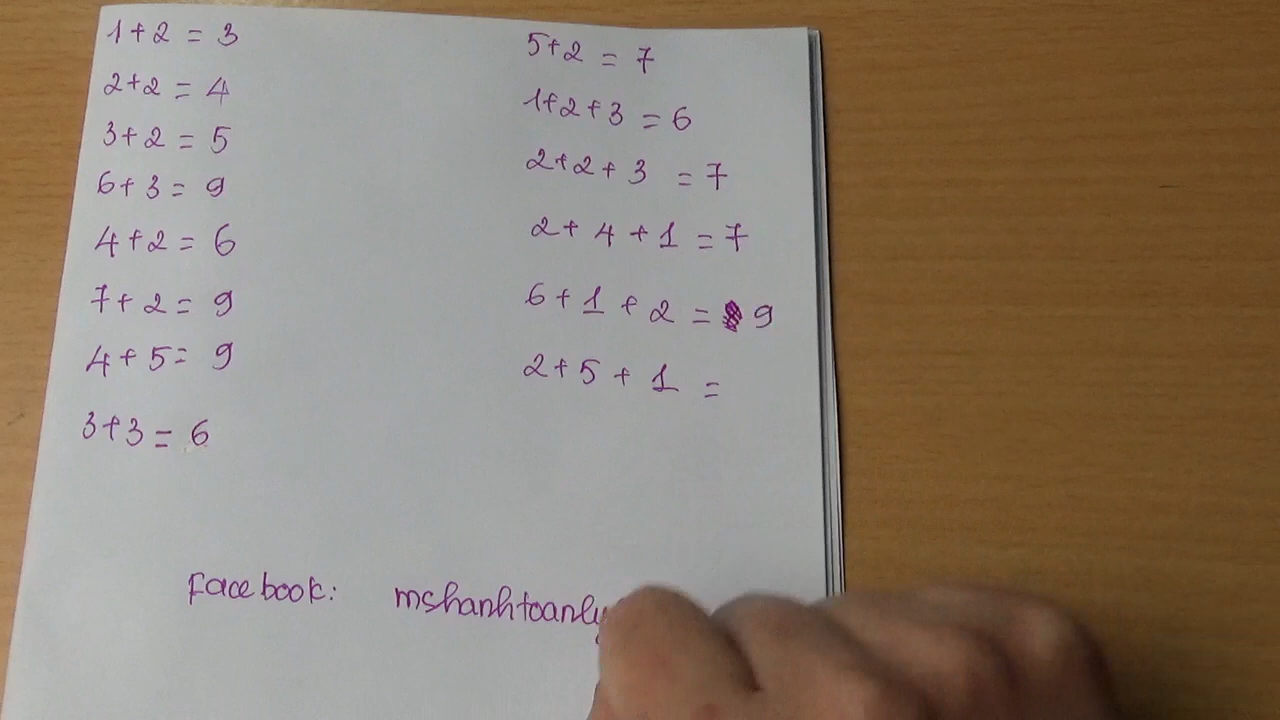 1+2 = 3
2+2 = 4
3+2 = 5
6+3 = 9
4+2 = 6
7+2 = 9
4+5 = 9
3+3 = 6
5+2 = 7
1+2+3 = 6
2+2+3 = 7
2+4+1 = 7
6+1+2 = 9
2+5+1 =
Facebook: